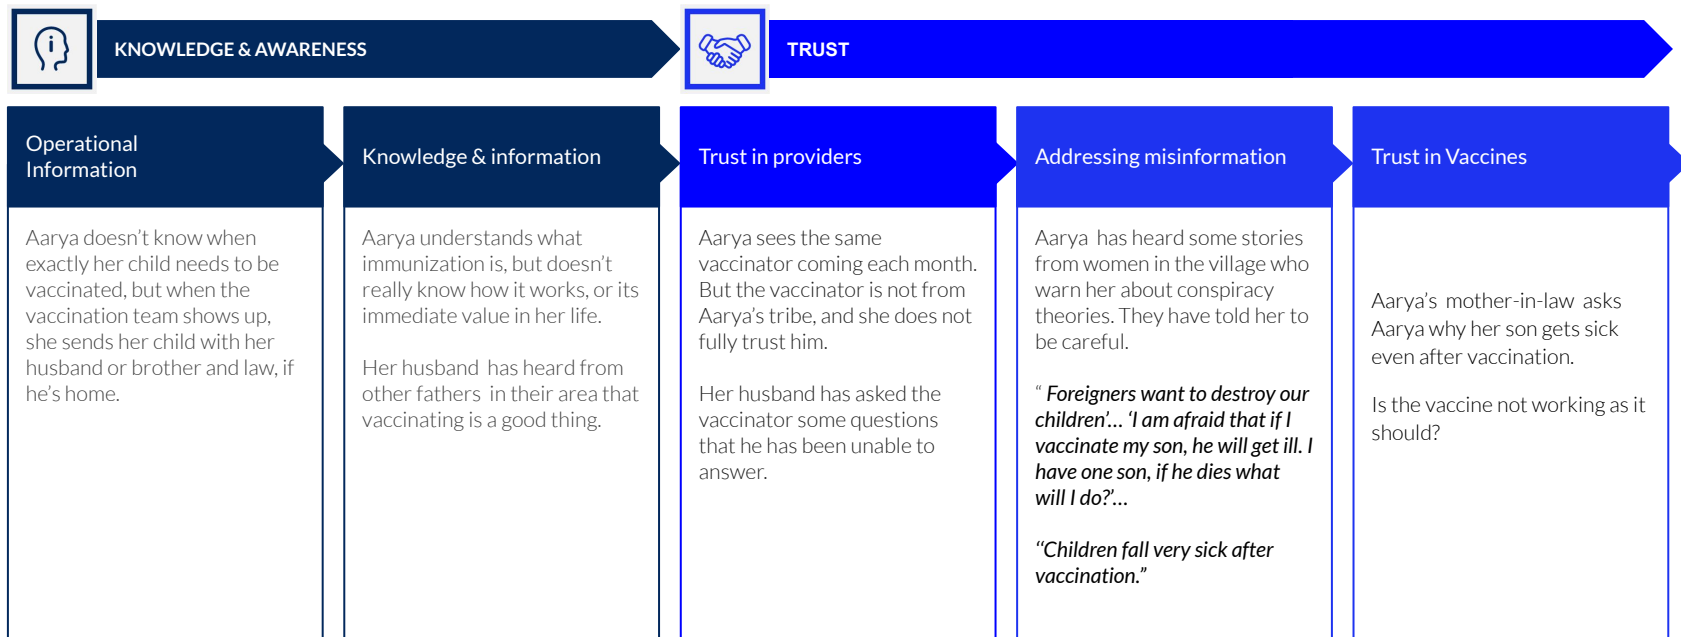 KNOWLEDGE & AWARENESS
TRUST
Operational
Information
Aarya doesn't know when
exactly her child needs to be
vaccinated, but when the
vaccination team shows up,
she sends her child with her
husband or brother and law, if
he's home.
Knowledge & information
Aarya understands what
immunization is, but doesn't
really know how it works, or its
immediate value in her life.
Her husband has heard from
other fathers in their area that
vaccinating is a good thing.
Trust in providers
Aarya sees the same
vaccinator coming each month.
But the vaccinator is not from
Aarya's tribe, and she does not
fully trust him.
Her husband has asked the
vaccinator some questions
that he has been unable to
answer.
Addressing misinformation
Aarya has heard some stories
from women in the village who
warn her about conspiracy
theories. They have told her to
be careful.
“ Foreigners want to destroy our
children’… ‘I am afraid that if I
vaccinate my son, he will get ill. I
have one son, if he dies what
will I do?’…
“Children fall very sick after
vaccination.”
Trust in Vaccines
Aarya’s mother-in-law asks
Aarya why her son gets sick
even after vaccination.
Is the vaccine not working as it
should?